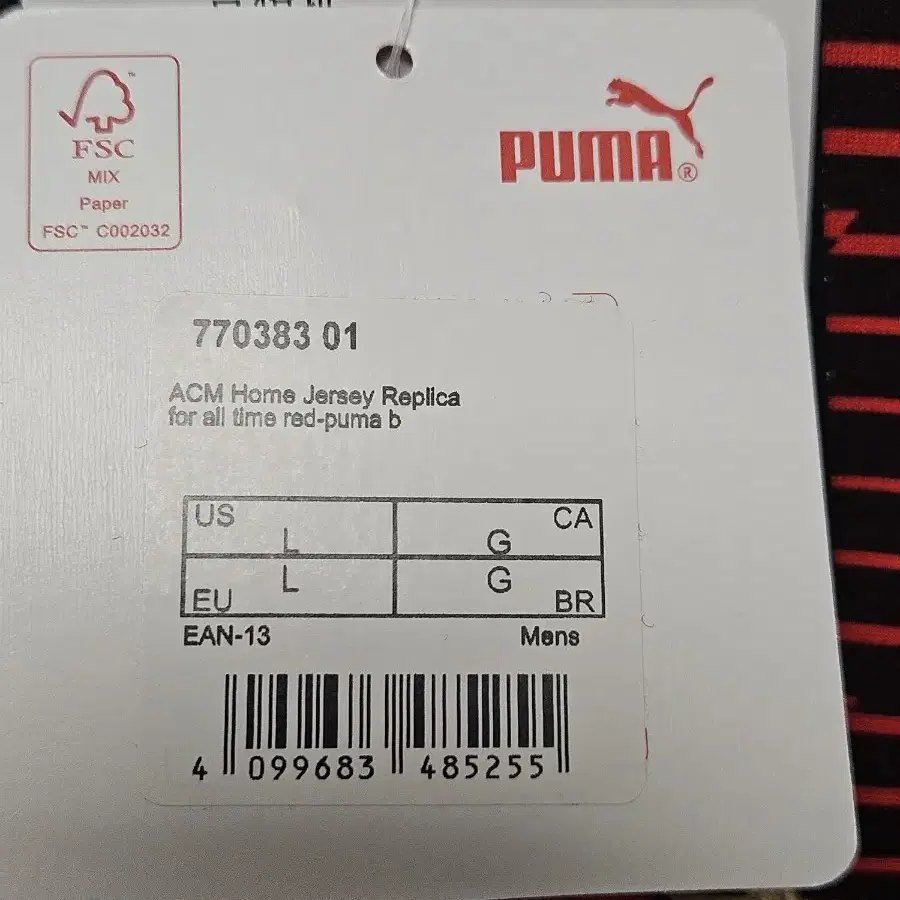 FSC
MIX
Paper
FSC™ C002032
PUMA®
770383 01
ACM Home Jersey Replica
for all time red-puma b
US L G CA
EU L G BR
EAN-13 Mens
4 099683 485255